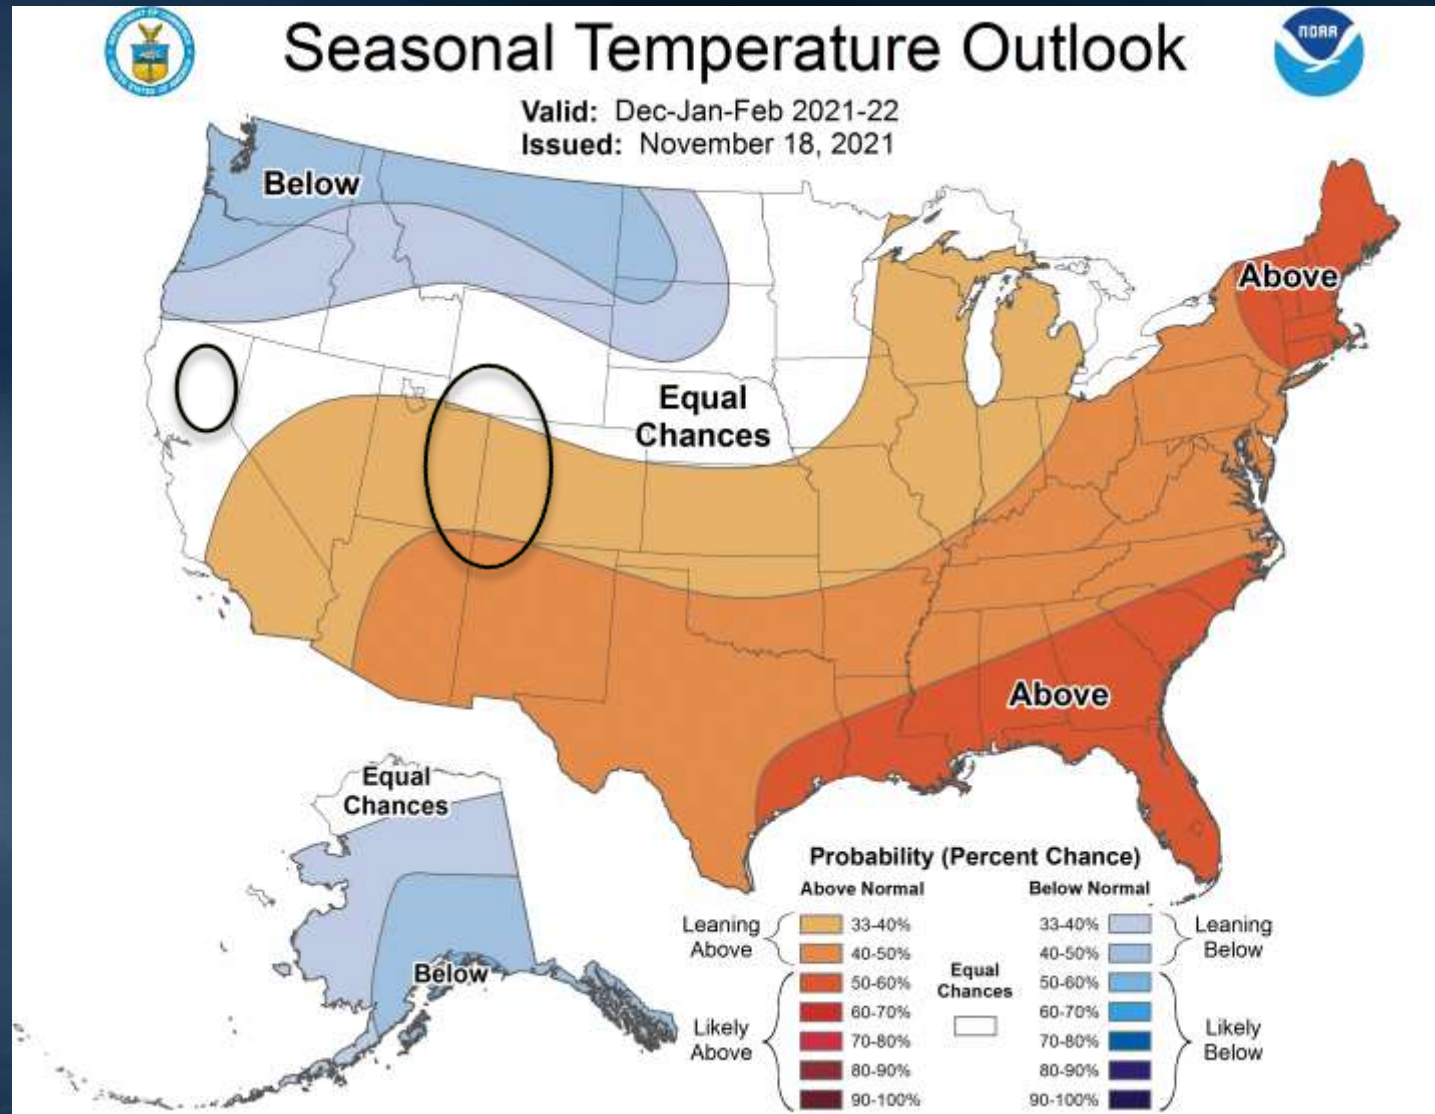 Seasonal Temperature Outlook
NOAA
Valid: Dec-Jan-Feb 2021-22
Issued: November 18, 2021
Below
Above
Equal
Chances
Above
Equal
Chances
Below
Probability (Percent Chance)
Above Normal
Below Normal
Leaning
Above
33-40%
40-50%
Likely
Above
50-60%
60-70%
70-80%
80-90%
90-100%
Equal
Chances
33-40%
40-50%
Leaning
Below
50-60%
60-70%
70-80%
80-90%
90-100%
Likely
Below